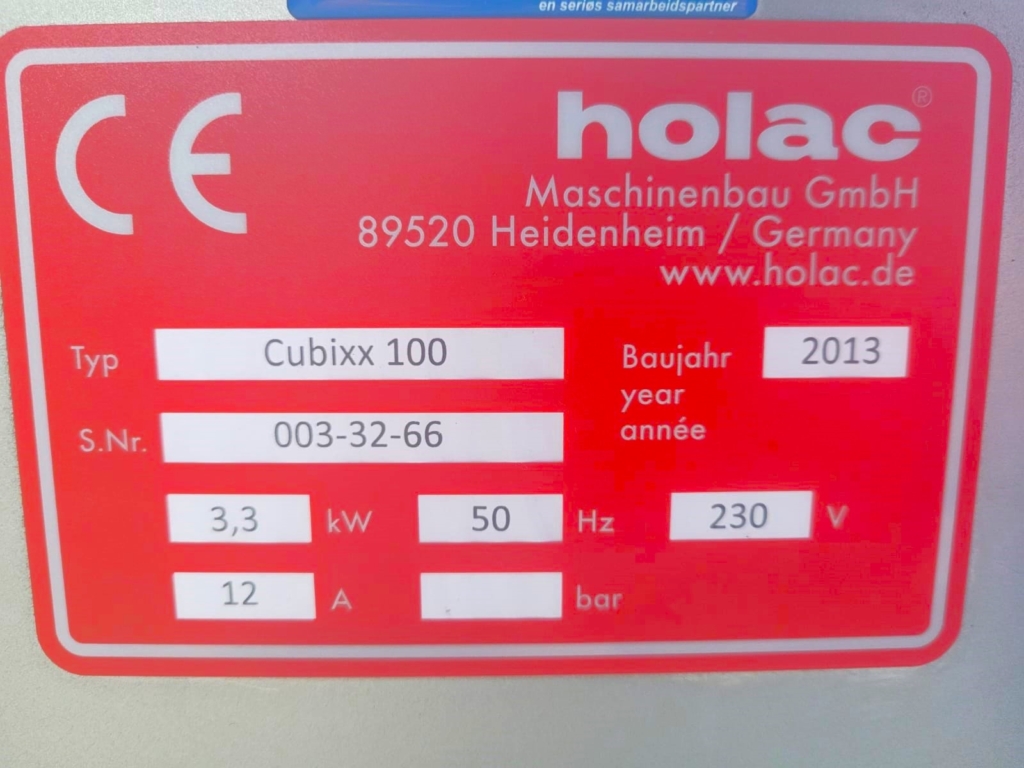 en seriøs samarbeidspartner
CE
holac®
Maschinenbau GmbH
89520 Heidenheim / Germany
www.holac.de
Typ Cubixx 100
Baujahr 2013
year
année
S.Nr. 003-32-66
3,3 kW 50 Hz 230 V
12 A bar